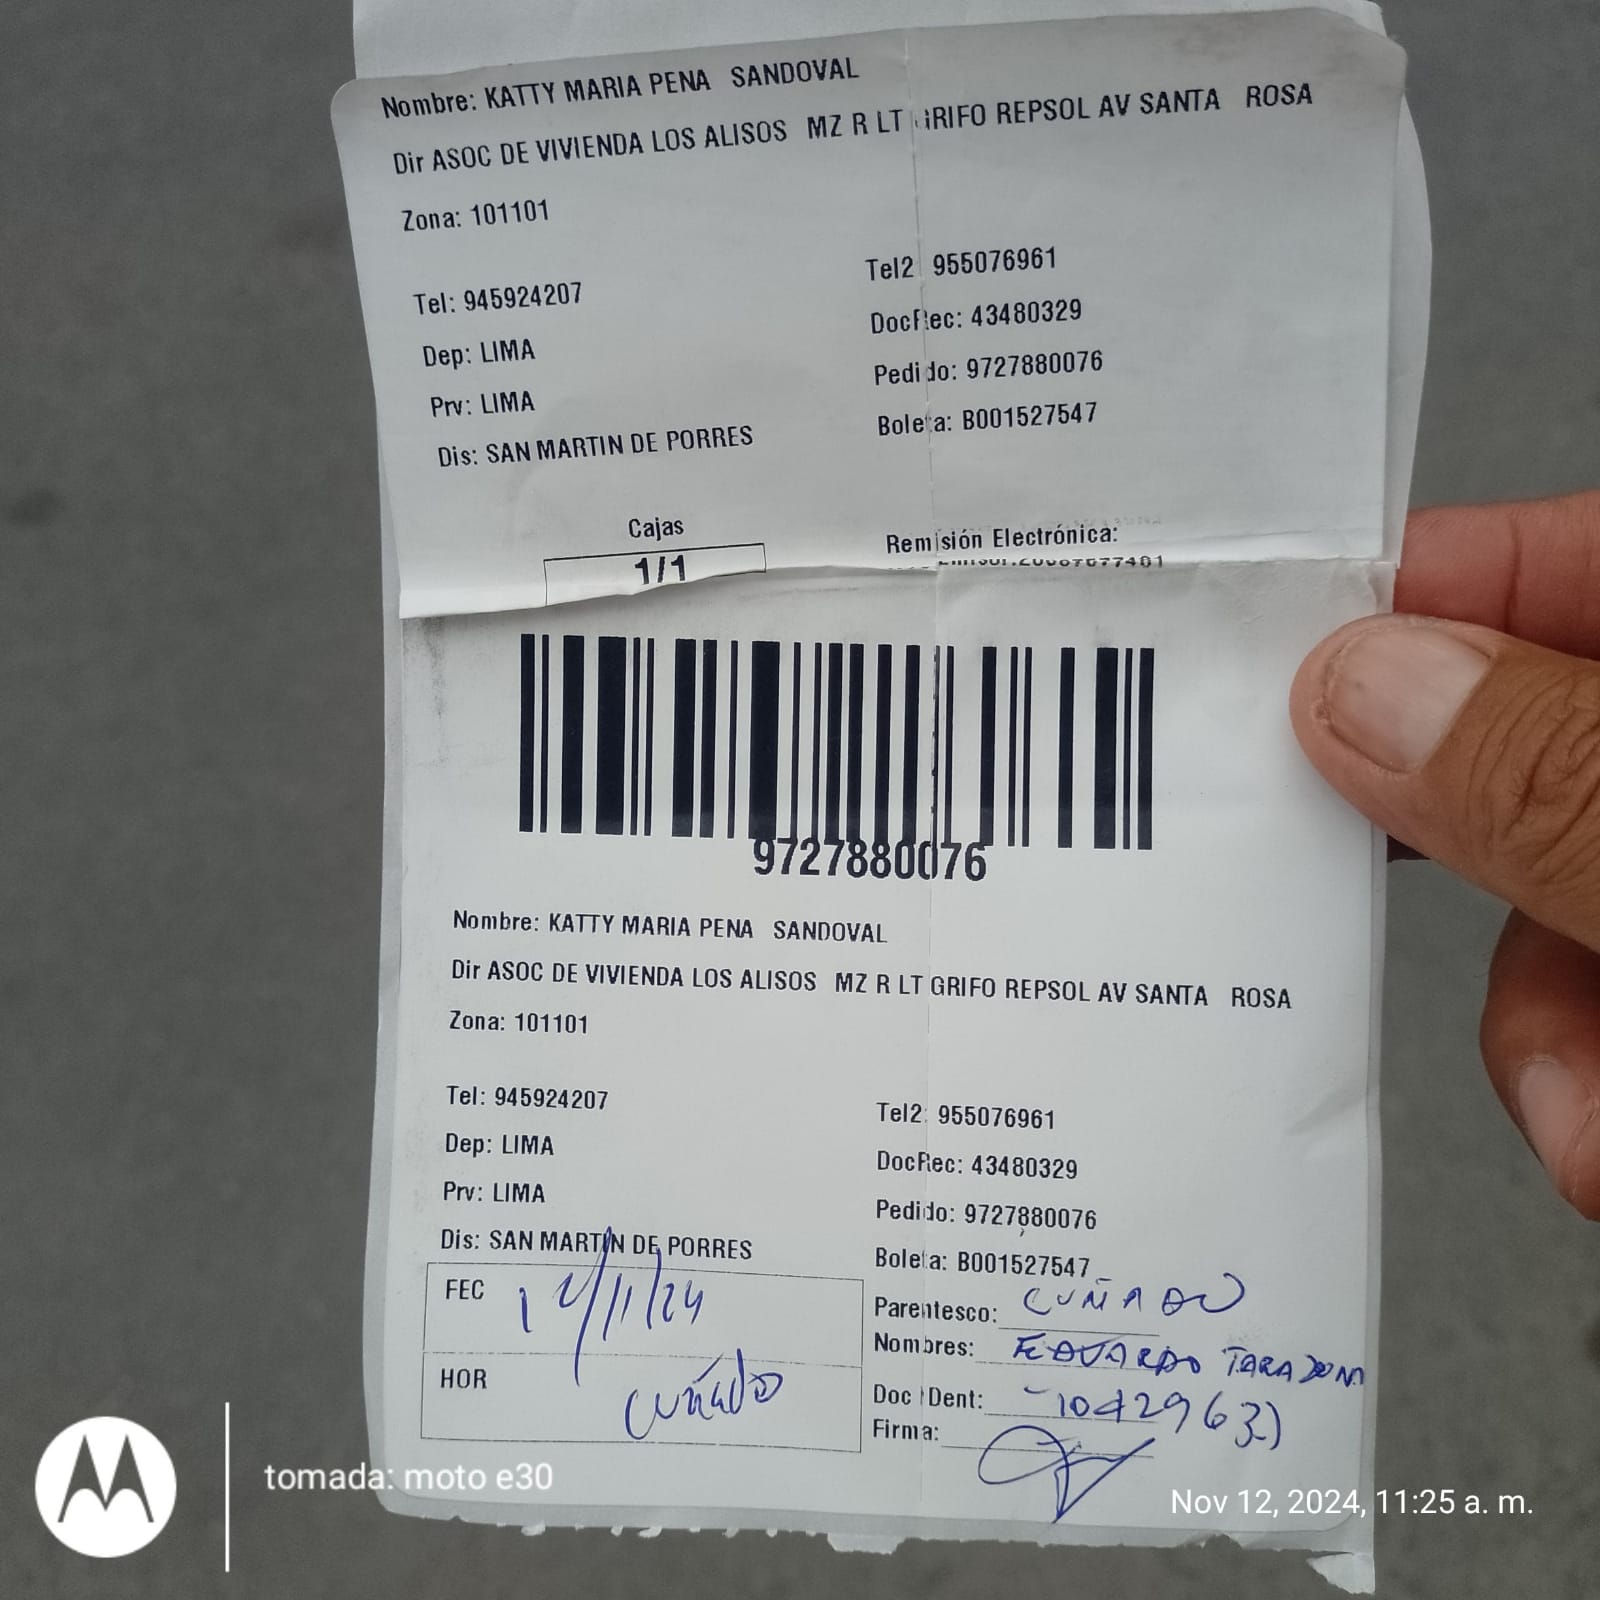 Nombre: KATTY MARIA PENA SANDOVAL
Dir ASOC DE VIVIENDA LOS ALISOS MZ R LT GRIFO REPSOL AV SANTA ROSA
Zona: 101101
Tel: 945924207 Tel2 955076961
Dep: LIMA DocRec: 43480329
Prv: LIMA Pedido: 9727880076
Dis: SAN MARTIN DE PORRES Boleta: B001527547
Cajas Remisión Electrónica:
1/1
9727880076
Nombre: KATTY MARIA PENA SANDOVAL
Dir ASOC DE VIVIENDA LOS ALISOS MZ R LT GRIFO REPSOL AV SANTA ROSA
Zona: 101101
Tel: 945924207 Tel2: 955076961
Dep: LIMA DocRec: 43480329
Prv: LIMA Pedido: 9727880076
Dis: SAN MARTIN DE PORRES Boleta: B001527547
FEC 12/11/24 Parentesco: CUÑADO
Nombres: EDUARDO
HOR cuñado Doc Dent:
Firma:
tomada: moto e30
Nov 12, 2024, 11:25 a. m.